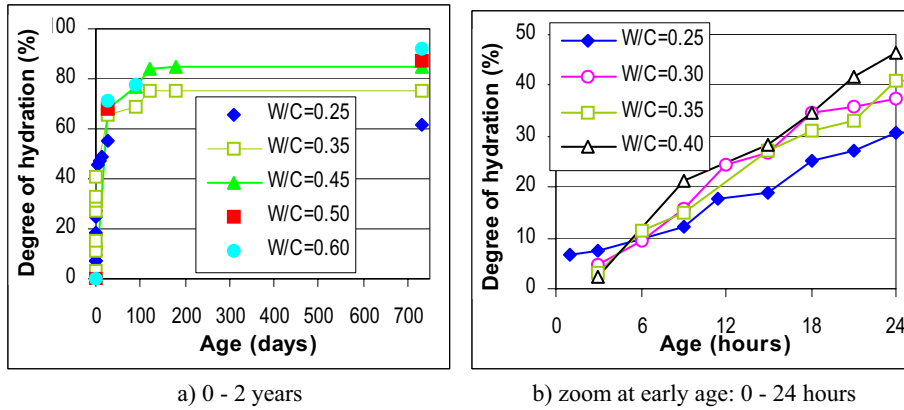 Degree of hydration (%)
00
80
60
40
20
0
W/C=0.25
W/C=0.35
W/C=0.45
W/C=0.50
W/C=0.60
0 100 200 300 400 500 600 700
Age (days)
a) 0 - 2 years
Degree of hydration (%)
50
40
30
20
10
0
W/C=0.25
W/C=0.30
W/C=0.35
W/C=0.40
0 6 12 18 24
Age (hours)
b) zoom at early age: 0 - 24 hours